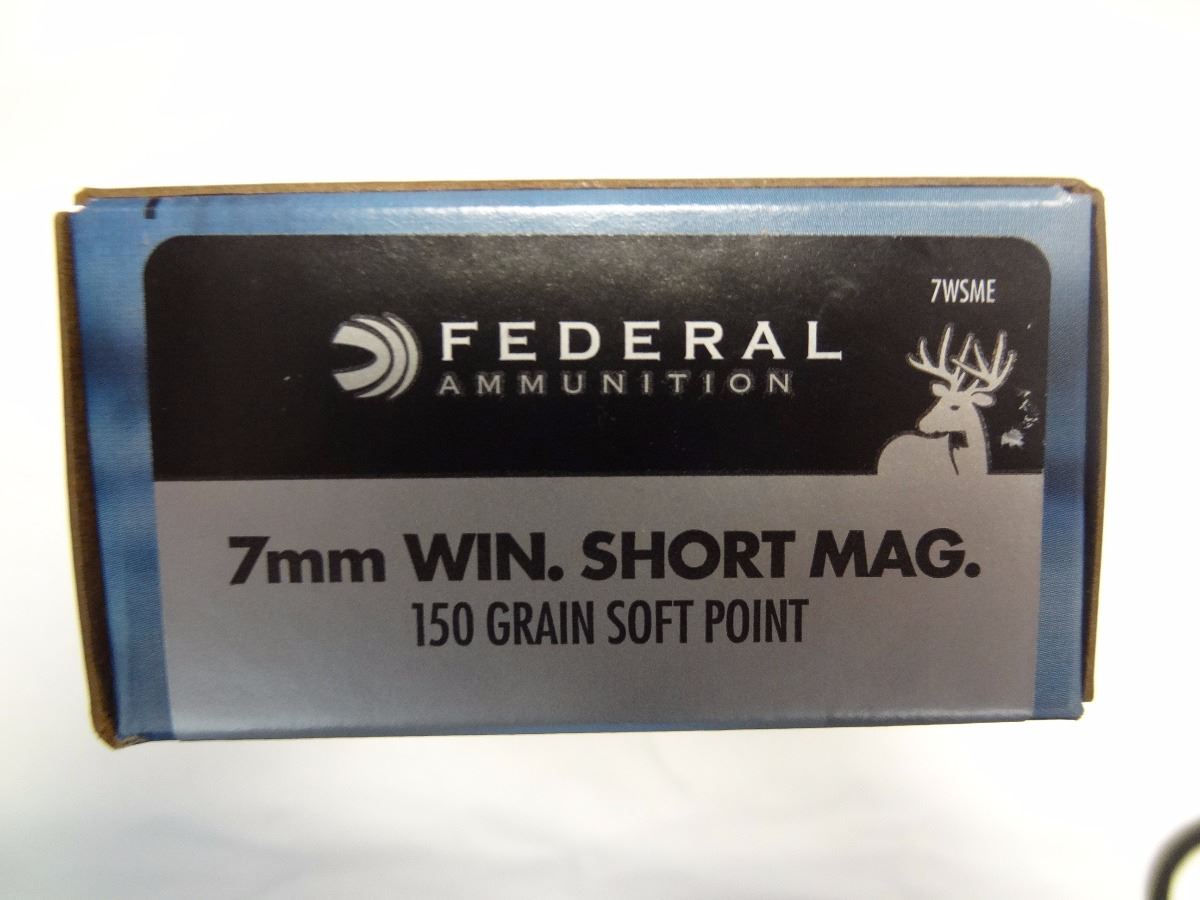 7WSME
FEDERAL
AMMUNITION
7mm WIN. SHORT MAG.
150 GRAIN SOFT POINT